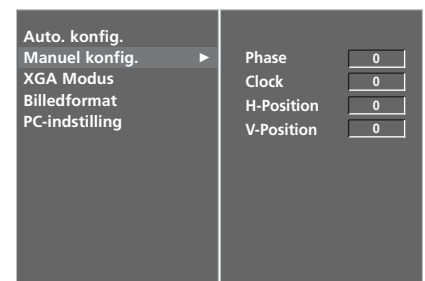 Auto. konfig.
Manuel konfig. ►
XGA Modus
Billedformat
PC-indstilling
Phase 0
Clock 0
H-Position 0
V-Position 0